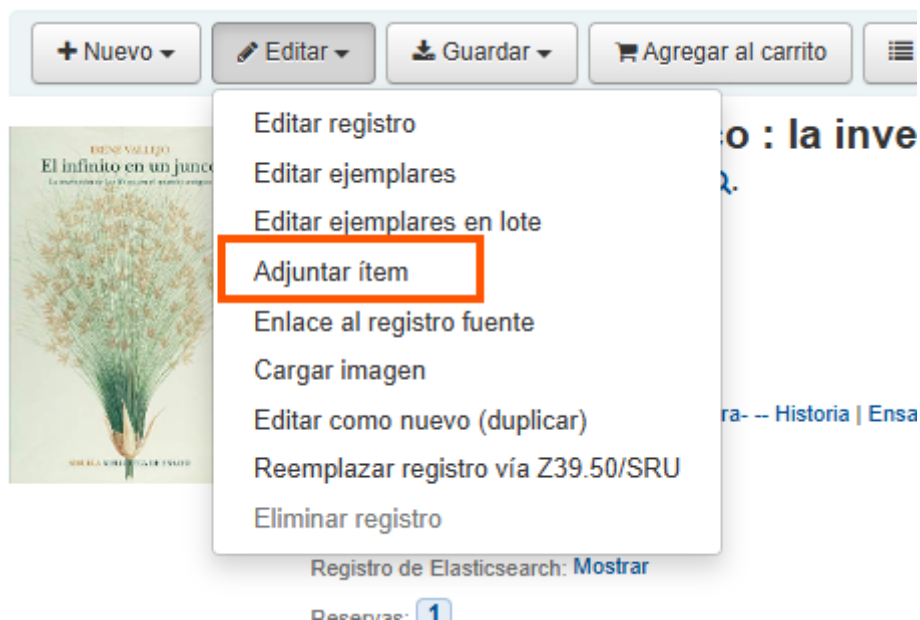 Nuevo
Editar
Guardar
Agregar al carrito
Editar registro
Editar ejemplares
Editar ejemplares en lote
Adjuntar ítem
Enlace al registro fuente
Cargar imagen
Editar como nuevo (duplicar)
Reemplazar registro vía Z39.50/SRU
Eliminar registro
IRENE VALLEJO
El infinito en un junco
o : la inve
ra- -- Historia | Ensa
Registro de Elasticsearch: Mostrar
Reservas: 1